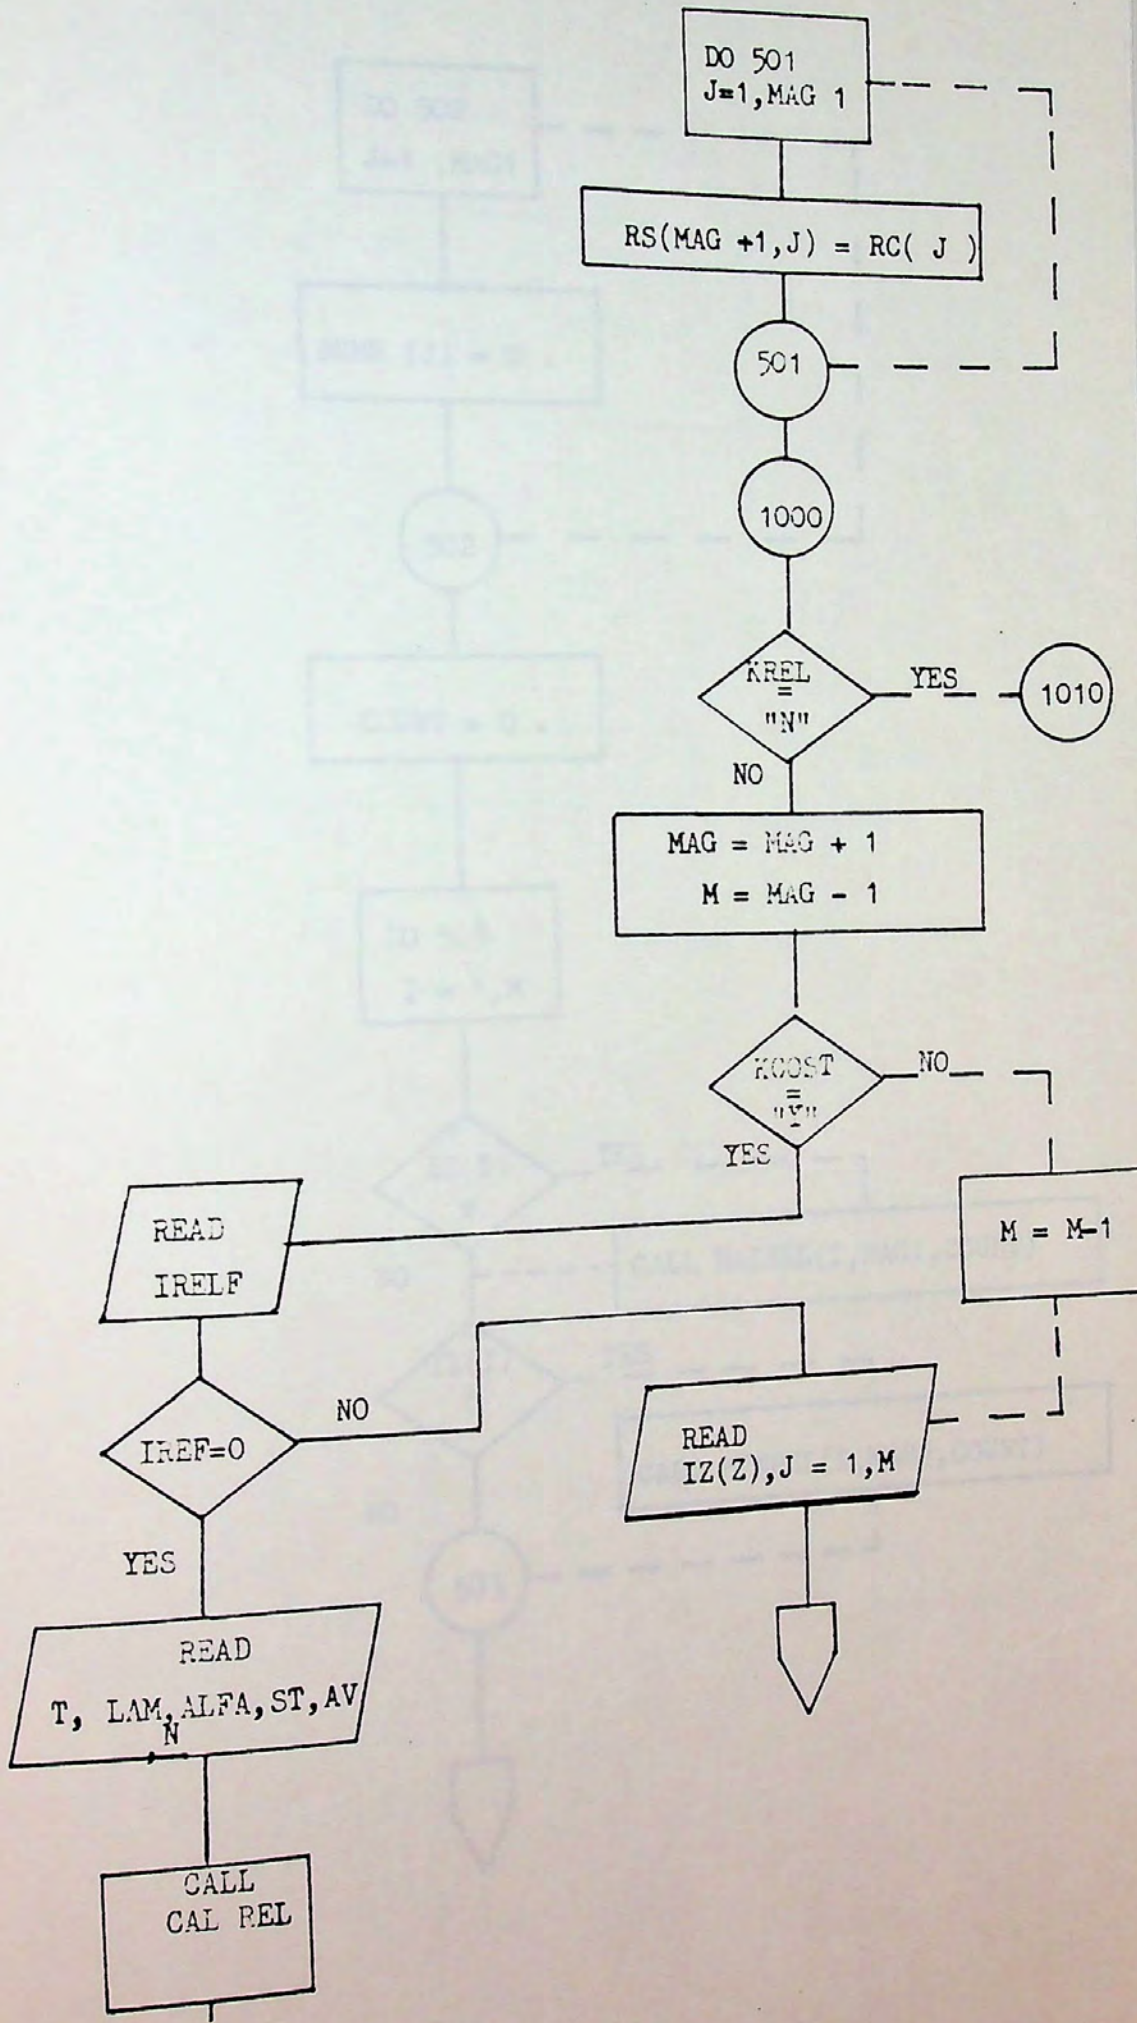 DO 501
J=1,MAG 1
RS(MAG +1,J) = RC( J )
501
1000
KREL
=
"N"
YES
1010
NO
MAG = MAG + 1
M = MAG - 1
KCOST
=
"Y"
NO
YES
M = M-1
READ
IRELF
IREF=0
NO
READ
IZ(Z),J = 1,M
YES
READ
T, LAM,ALFA,ST,AV
N
CALL
CAL REL